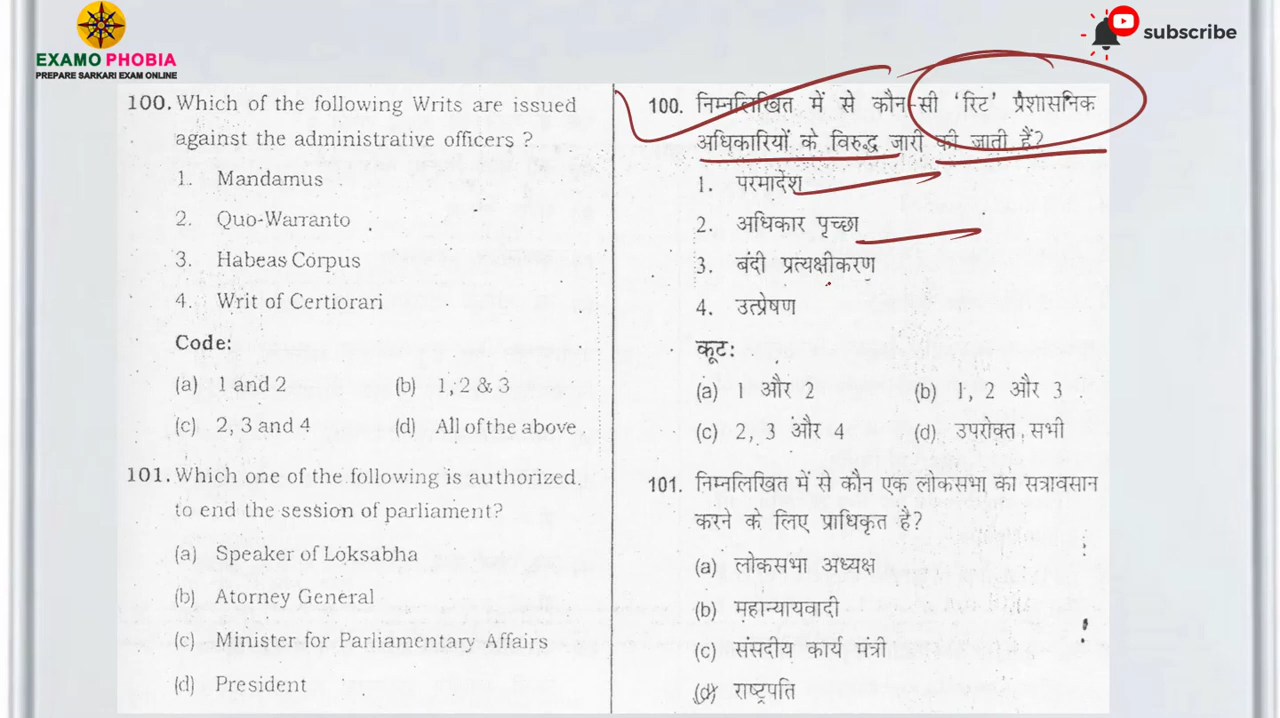 EXAMO PHOBIA
PREPARE SARKARI EXAM ONLINE
subscribe
100. Which of the following Writs are issued
against the administrative officers ?
1. Mandamus
2. Quo-Warranto
3. Habeas Corpus
4. Writ of Certiorari
Code:
(a) 1 and 2 (b) 1, 2 & 3
(c) 2, 3 and 4 (d) All of the above
101. Which one of the following is authorized
to end the session of parliament?
(a) Speaker of Loksabha
(b) Atorney General
(c) Minister for Parliamentary Affairs
(d) President
100. निम्नलिखित में से कौन-सी ‘रिट’ प्रशासनिक
अधिकारियों के विरुद्ध जारी की जाती हैं?
1. परमादेश
2. अधिकार पृच्छा
3. बंदी प्रत्यक्षीकरण
4. उत्प्रेषण
कूट:
(a) 1 और 2 (b) 1, 2 और 3
(c) 2, 3 और 4 (d) उपरोक्त सभी
101. निम्नलिखित में से कौन एक लोकसभा का सत्रावसान
करने के लिए प्राधिकृत है?
(a) लोकसभा अध्यक्ष
(b) महान्यायवादी
(c) संसदीय कार्य मंत्री
(d) राष्ट्रपति